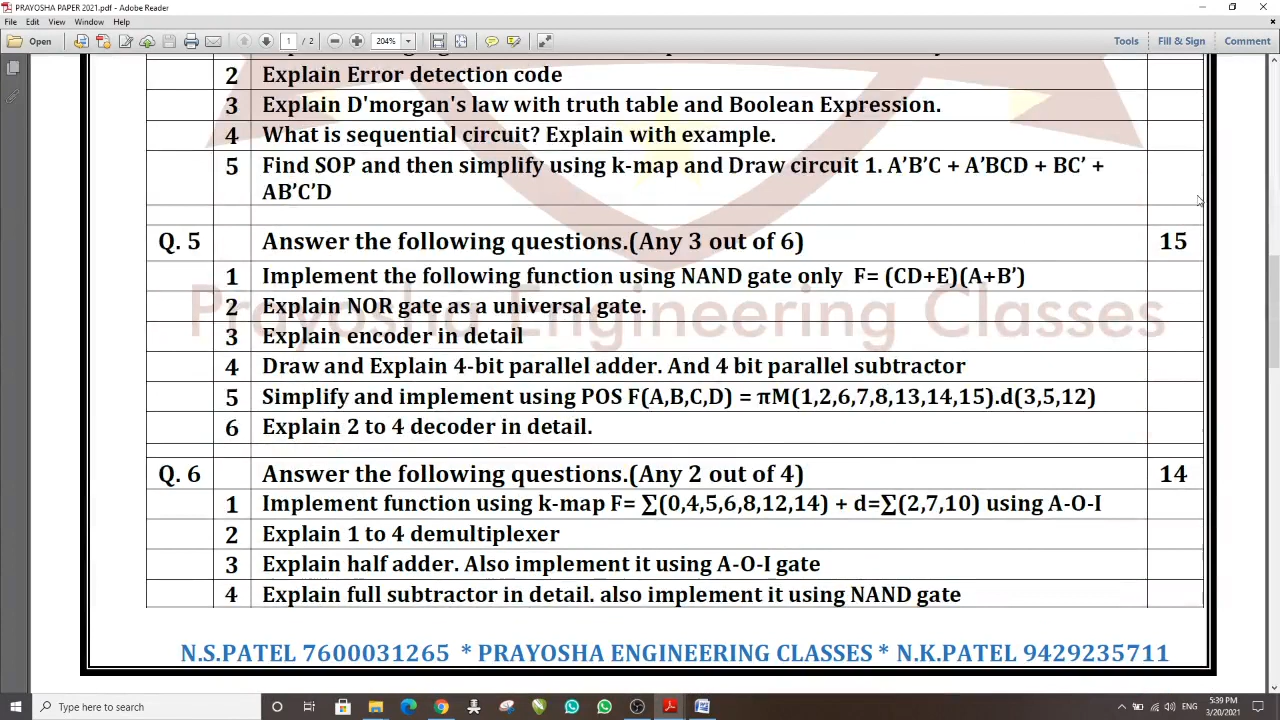 PRAYOSHA PAPER 2021.pdf - Adobe Reader
File Edit View Window Help
Open 1 / 2 204% Tools Fill & Sign Comment
2 Explain Error detection code
3 Explain D'morgan's law with truth table and Boolean Expression.
4 What is sequential circuit? Explain with example.
5 Find SOP and then simplify using k-map and Draw circuit 1. A’B’C + A’BCD + BC’ +
AB’C’D
Q. 5 Answer the following questions.(Any 3 out of 6) 15
1 Implement the following function using NAND gate only F= (CD+E)(A+B’)
Prayosha Engineering Classes
2 Explain NOR gate as a universal gate.
3 Explain encoder in detail
4 Draw and Explain 4-bit parallel adder. And 4 bit parallel subtractor
5 Simplify and implement using POS F(A,B,C,D) = πM(1,2,6,7,8,13,14,15).d(3,5,12)
6 Explain 2 to 4 decoder in detail.
Q. 6 Answer the following questions.(Any 2 out of 4) 14
1 Implement function using k-map F= ∑(0,4,5,6,8,12,14) + d=∑(2,7,10) using A-O-I
2 Explain 1 to 4 demultiplexer
3 Explain half adder. Also implement it using A-O-I gate
4 Explain full subtractor in detail. also implement it using NAND gate
N.S.PATEL 7600031265 * PRAYOSHA ENGINEERING CLASSES * N.K.PATEL 9429235711
Type here to search ENG 5:39 PM
3/20/2021